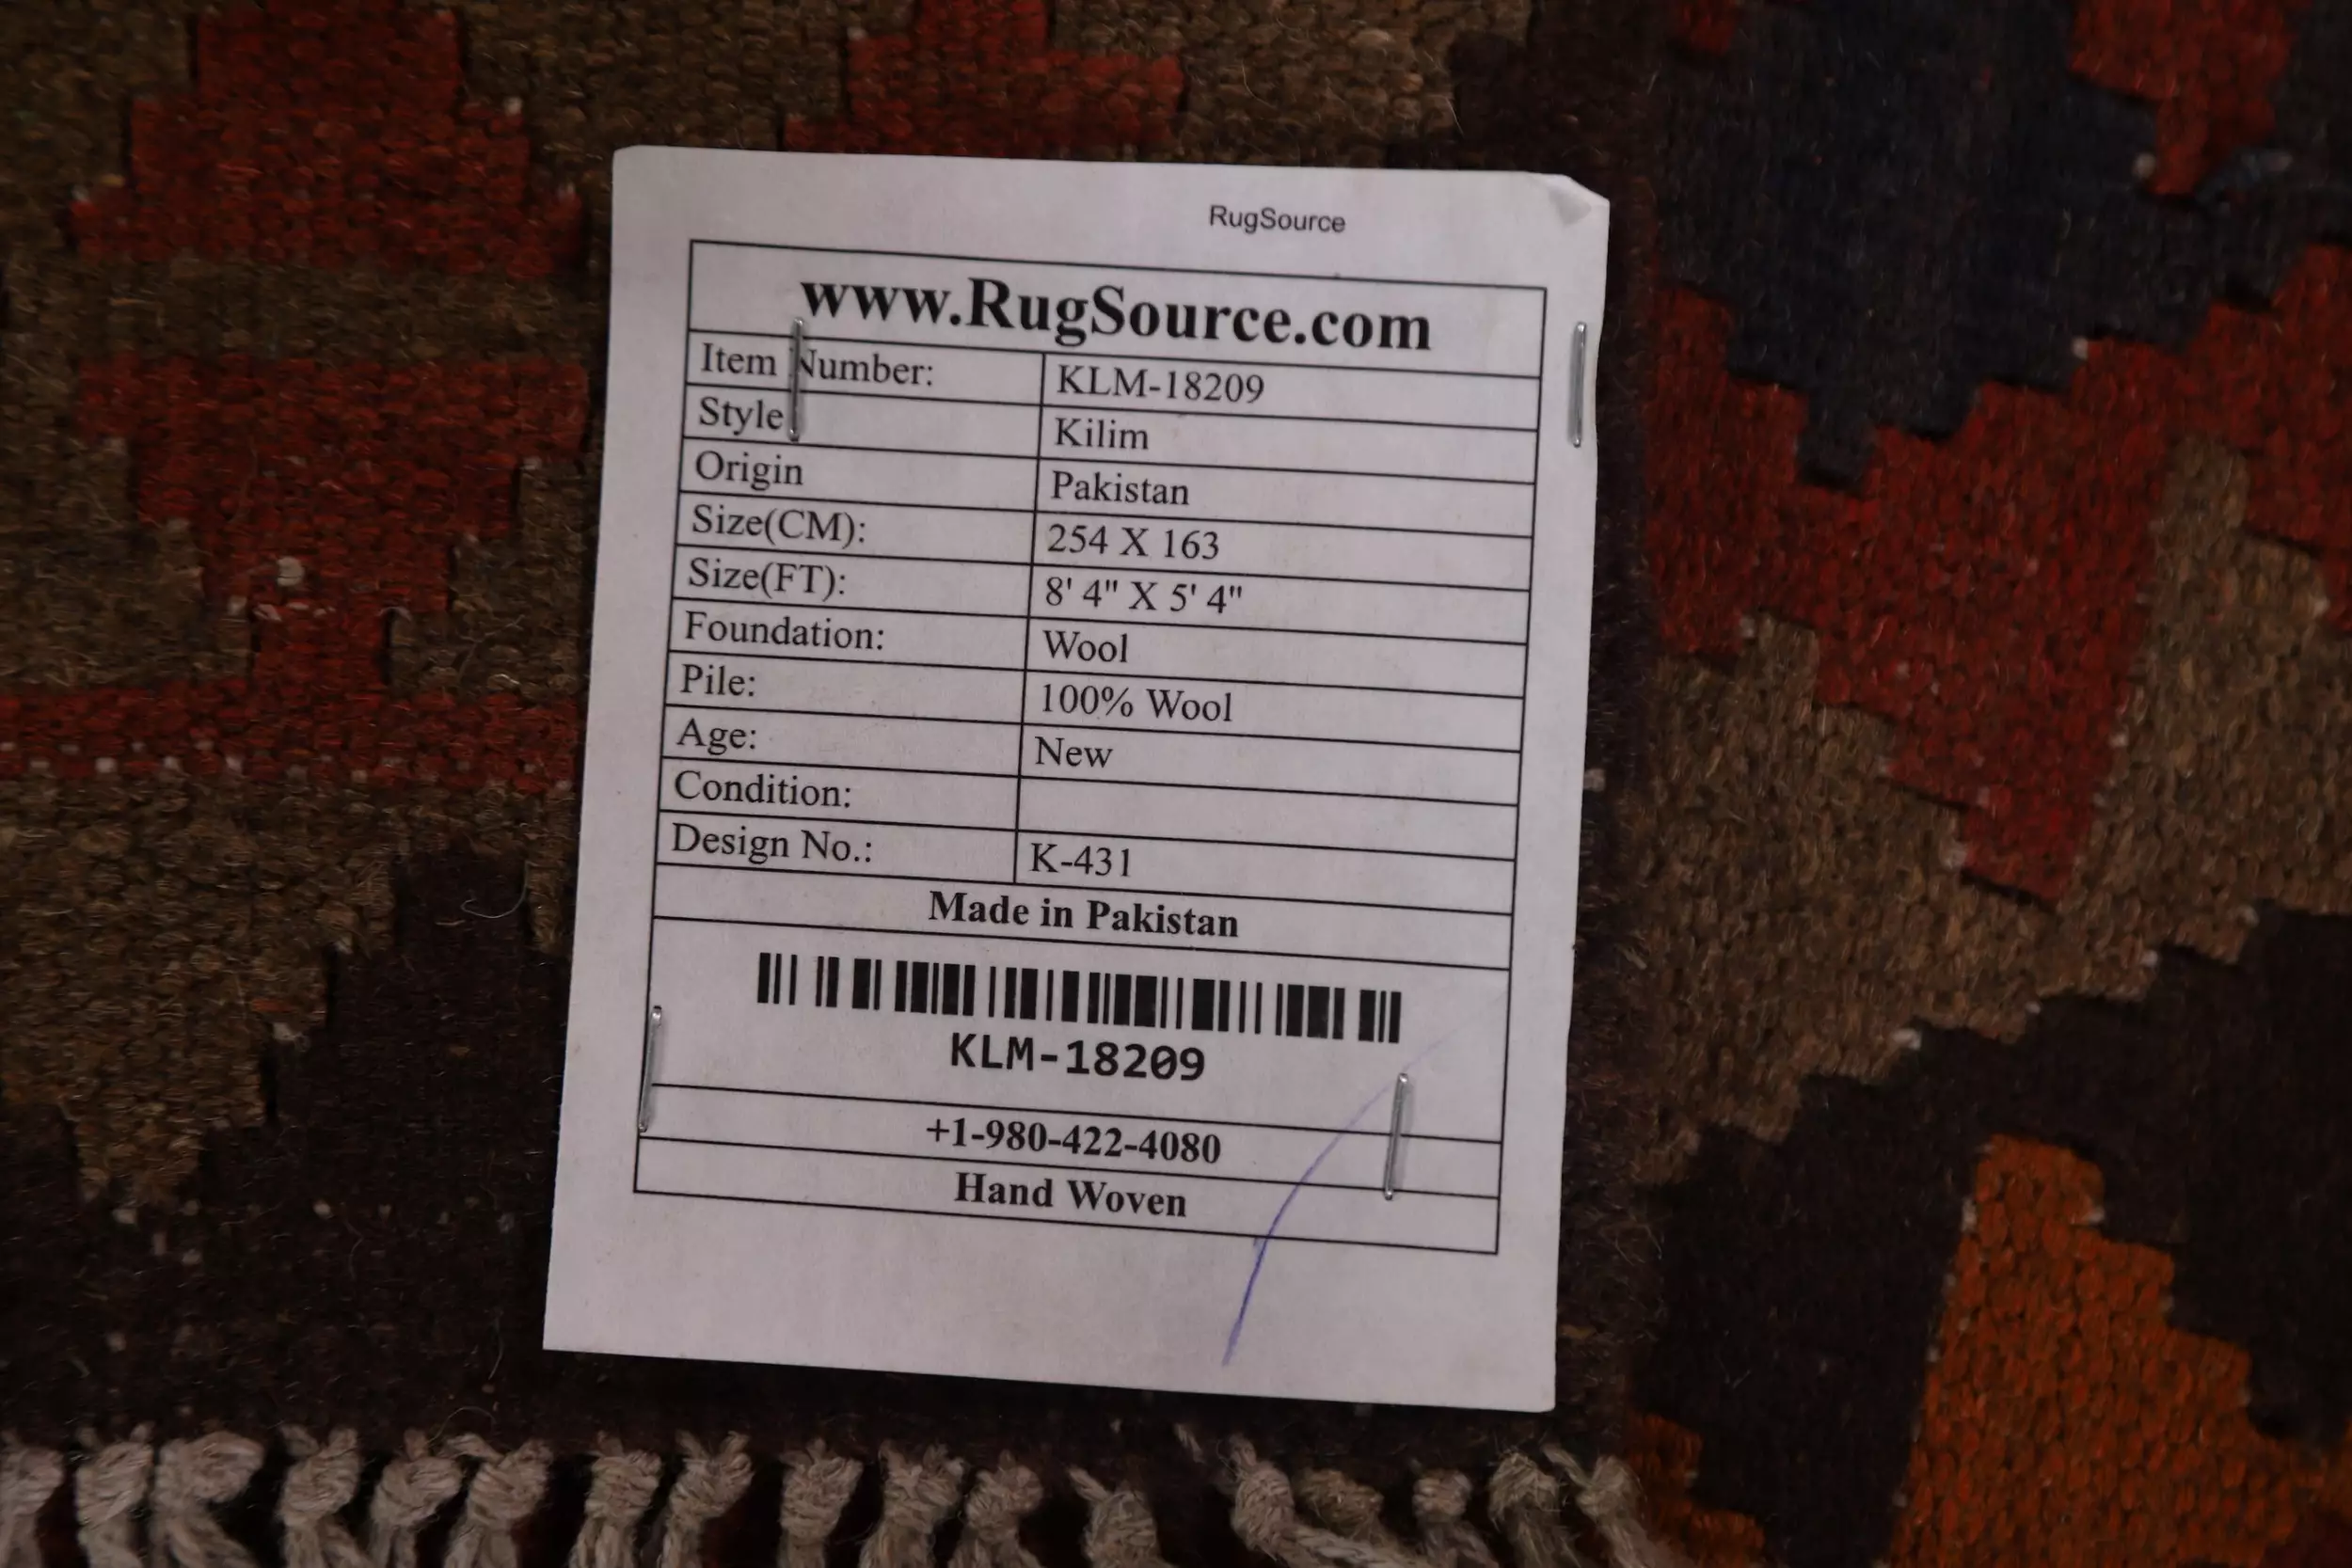 RugSource
www.RugSource.com
Item Number: KLM-18209
Style Kilim
Origin Pakistan
Size(CM): 254 X 163
Size(FT): 8' 4" X 5' 4"
Foundation: Wool
Pile: 100% Wool
Age: New
Condition:
Design No.: K-431
Made in Pakistan
KLM-18209
+1-980-422-4080
Hand Woven